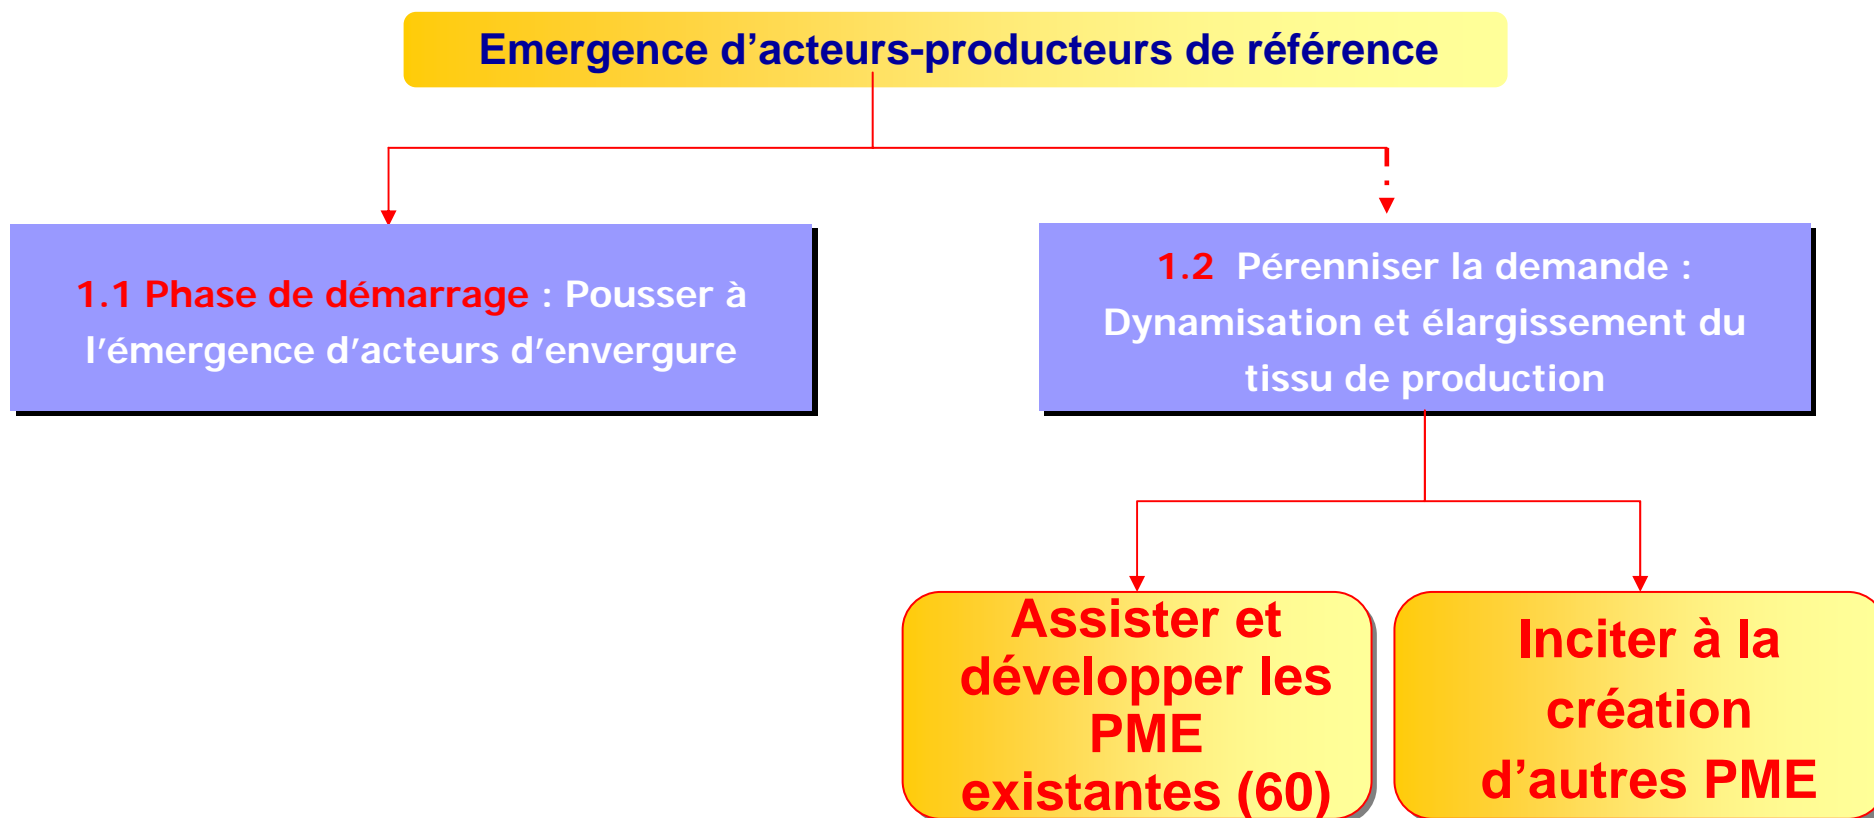 Emergence d’acteurs-producteurs de référence
1.1 Phase de démarrage : Pousser à
l’émergence d’acteurs d’envergure
1.2 Pérenniser la demande :
Dynamisation et élargissement du
tissu de production
Assister et
développer les
PME
existantes (60)
Inciter à la
création
d’autres PME